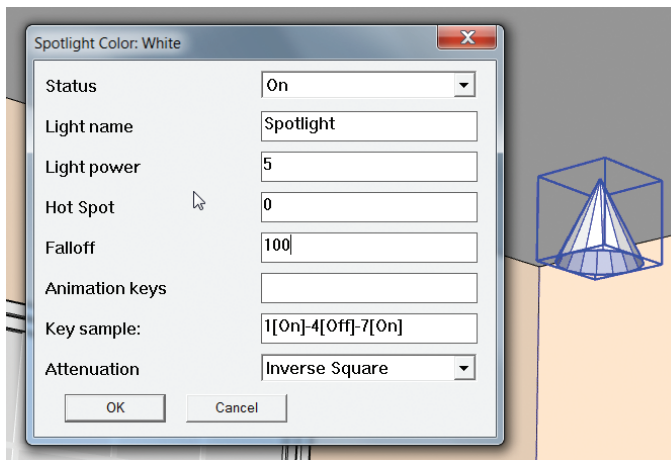 Spotlight Color: White
Status On
Light name Spotlight
Light power 5
Hot Spot 0
Falloff 100
Animation keys
Key sample: 1[On]-4[Off]-7[On]
Attenuation Inverse Square
OK Cancel